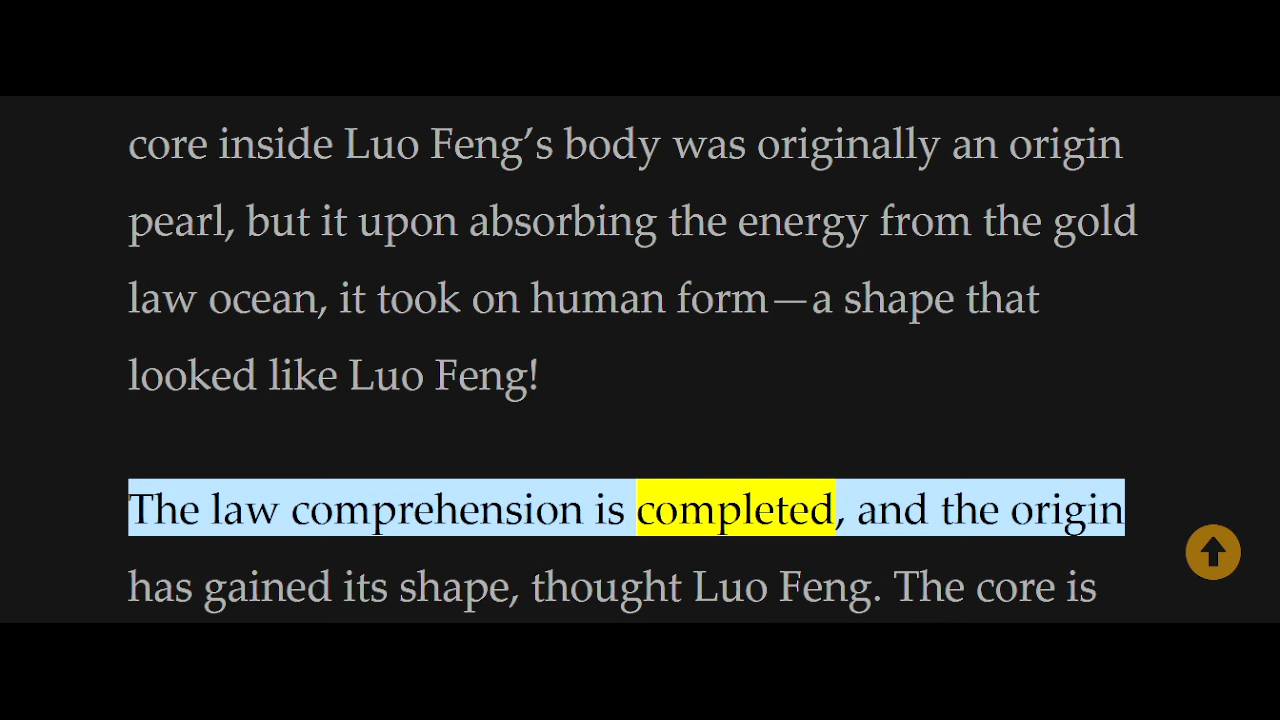 core inside Luo Feng’s body was originally an origin
pearl, but it upon absorbing the energy from the gold
law ocean, it took on human form—a shape that
looked like Luo Feng!
The law comprehension is completed, and the origin
has gained its shape, thought Luo Feng. The core is